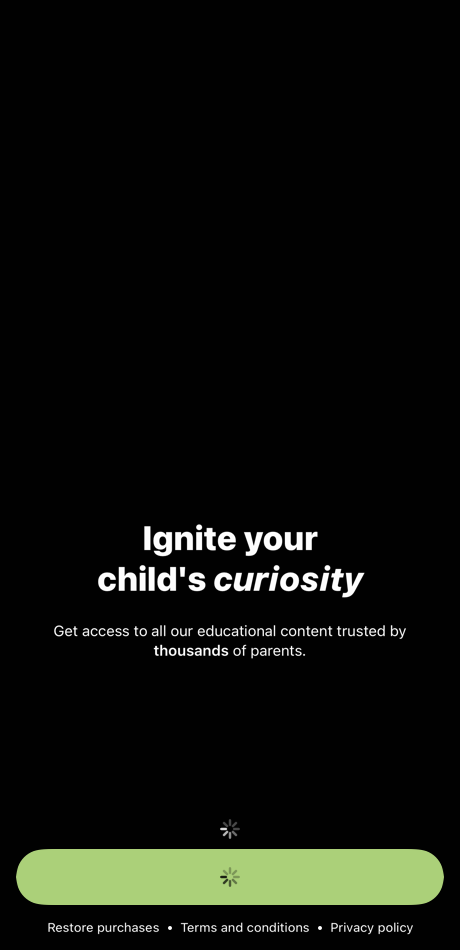 Ignite your
child's curiosity
Get access to all our educational content trusted by
thousands of parents.
Restore purchases • Terms and conditions • Privacy policy